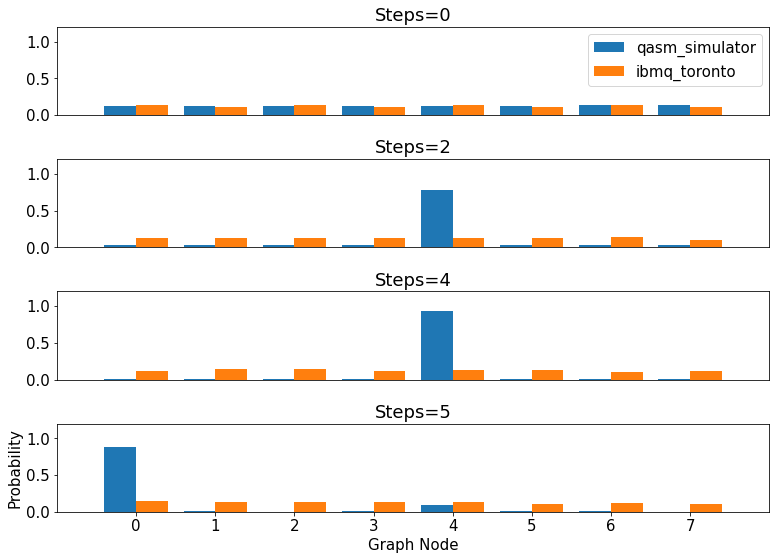 Steps=0
1.0
0.5
0.0
qasm_simulator
ibmq_toronto
Steps=2
1.0
0.5
0.0
Steps=4
1.0
0.5
0.0
Steps=5
1.0
0.5
0.0
Probability
0 1 2 3 4 5 6 7
Graph Node